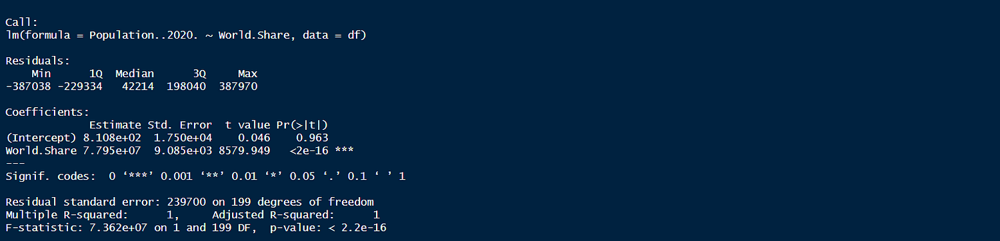 Call:
lm(formula = Population..2020. ~ World.Share, data = df)
Residuals:
    Min      1Q  Median      3Q     Max
-387038 -229334   42214  198040  387970
Coefficients:
             Estimate Std. Error  t value Pr(>|t|)
(Intercept) 8.108e+02  1.750e+04    0.046    0.963
World.Share 7.795e+07  9.085e+03 8579.949   <2e-16 ***
---
Signif. codes:  0 ‘***’ 0.001 ‘**’ 0.01 ‘*’ 0.05 ‘.’ 0.1 ‘ ’ 1
Residual standard error: 239700 on 199 degrees of freedom
Multiple R-squared:      1,     Adjusted R-squared:      1
F-statistic: 7.362e+07 on 1 and 199 DF,  p-value: < 2.2e-16